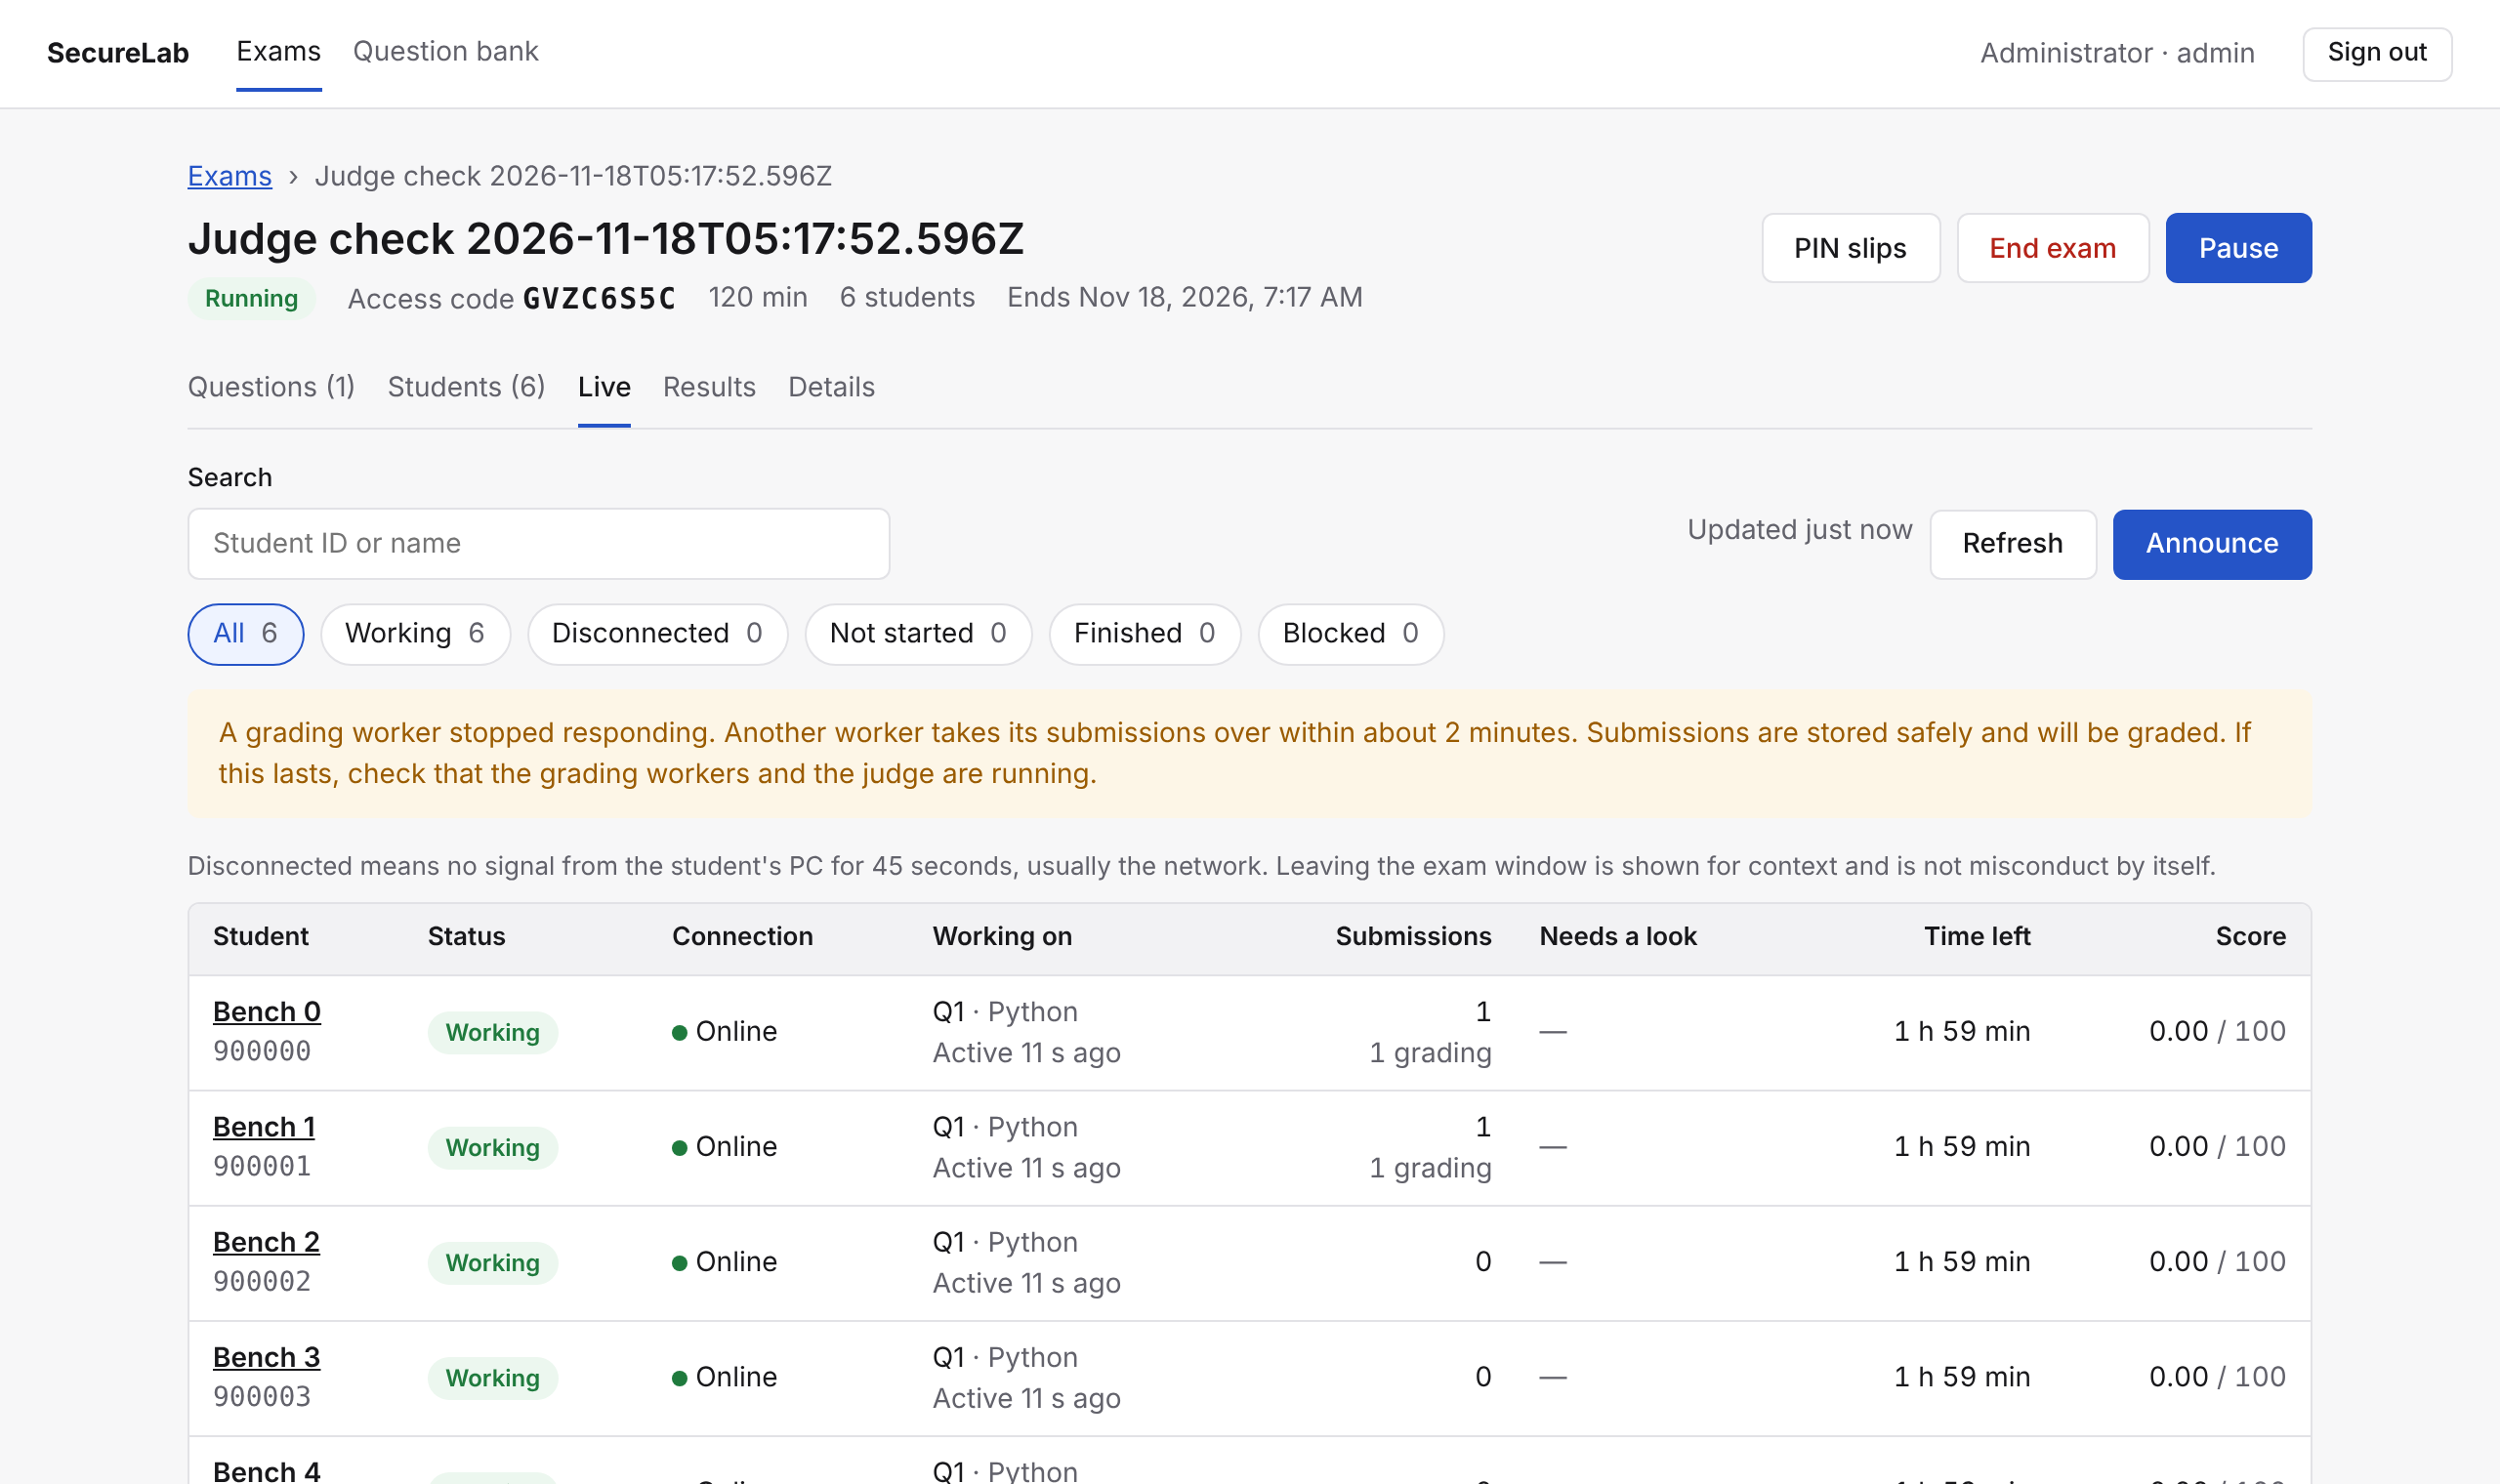 SecureLab Exams Question bank Administrator · admin Sign out
Exams › Judge check 2026-11-18T05:17:52.596Z
Judge check 2026-11-18T05:17:52.596Z
PIN slips End exam Pause
Running Access code GVZC6S5C 120 min 6 students Ends Nov 18, 2026, 7:17 AM
Questions (1) Students (6) Live Results Details
Search
Student ID or name
Updated just now Refresh Announce
All 6 Working 6 Disconnected 0 Not started 0 Finished 0 Blocked 0
A grading worker stopped responding. Another worker takes its submissions over within about 2 minutes. Submissions are stored safely and will be graded. If
this lasts, check that the grading workers and the judge are running.
Disconnected means no signal from the student's PC for 45 seconds, usually the network. Leaving the exam window is shown for context and is not misconduct by itself.
Student Status Connection Working on Submissions Needs a look Time left Score
Bench 0 Working Online Q1 · Python 1 — 1 h 59 min 0.00 / 100
900000 Active 11 s ago 1 grading
Bench 1 Working Online Q1 · Python 1 — 1 h 59 min 0.00 / 100
900001 Active 11 s ago 1 grading
Bench 2 Working Online Q1 · Python 0 — 1 h 59 min 0.00 / 100
900002 Active 11 s ago
Bench 3 Working Online Q1 · Python 0 — 1 h 59 min 0.00 / 100
900003 Active 11 s ago
Bench 4 Q1 · Python